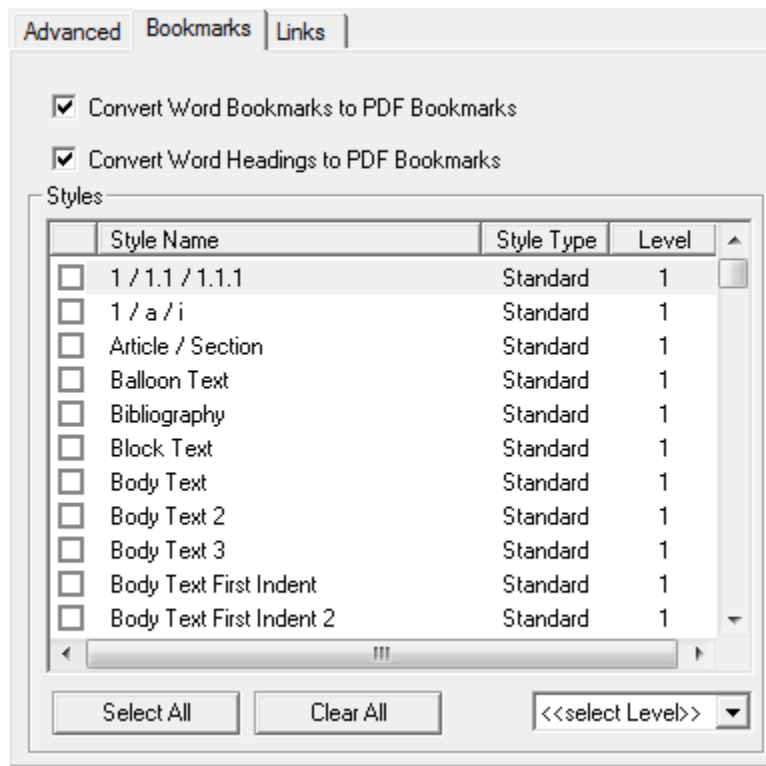 Advanced Bookmarks Links
Convert Word Bookmarks to PDF Bookmarks
Convert Word Headings to PDF Bookmarks
Styles
Style Name Style Type Level
1 / 1.1 / 1.1.1 Standard 1
1 / a / i Standard 1
Article / Section Standard 1
Balloon Text Standard 1
Bibliography Standard 1
Block Text Standard 1
Body Text Standard 1
Body Text 2 Standard 1
Body Text 3 Standard 1
Body Text First Indent Standard 1
Body Text First Indent 2 Standard 1
Select All Clear All <<select Level>>